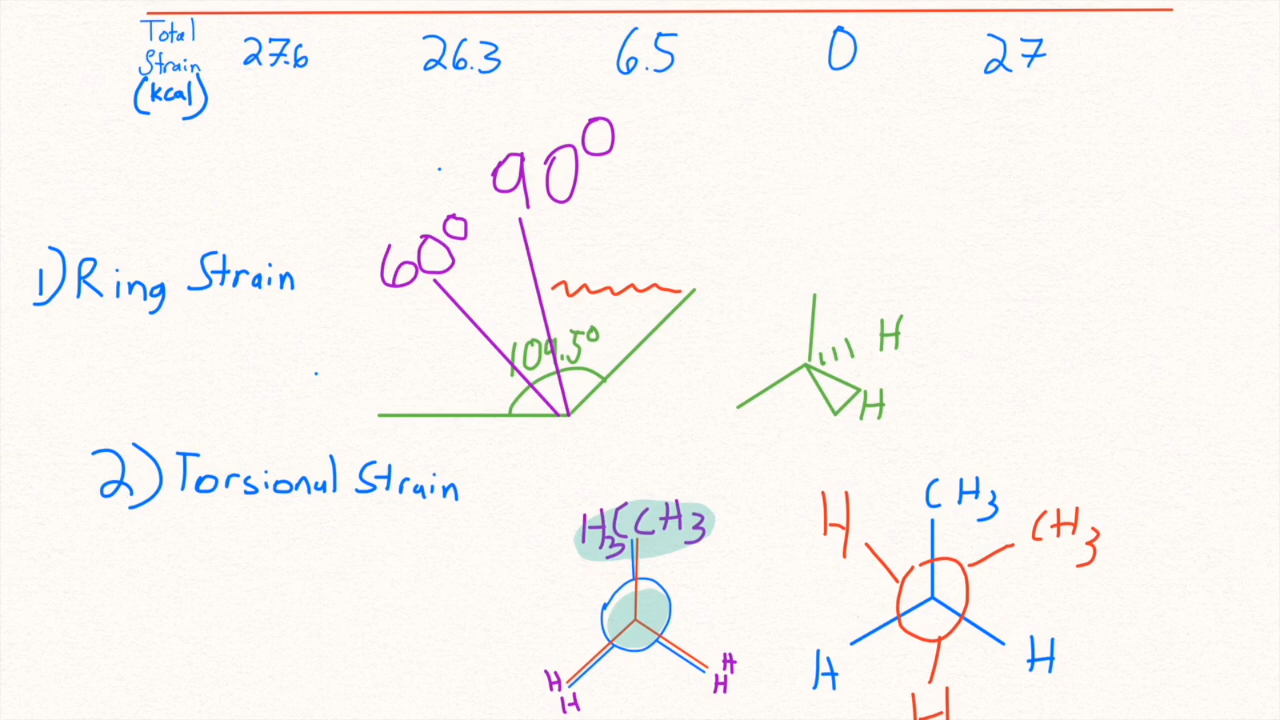 Total
Strain
(kcal)
27.6 26.3 6.5 0 27
90°
60°
1) Ring Strain
109.5°
H
H
2) Torsional Strain
H3C CH3
H
H
H
H
CH3
H
CH3
H
H
H